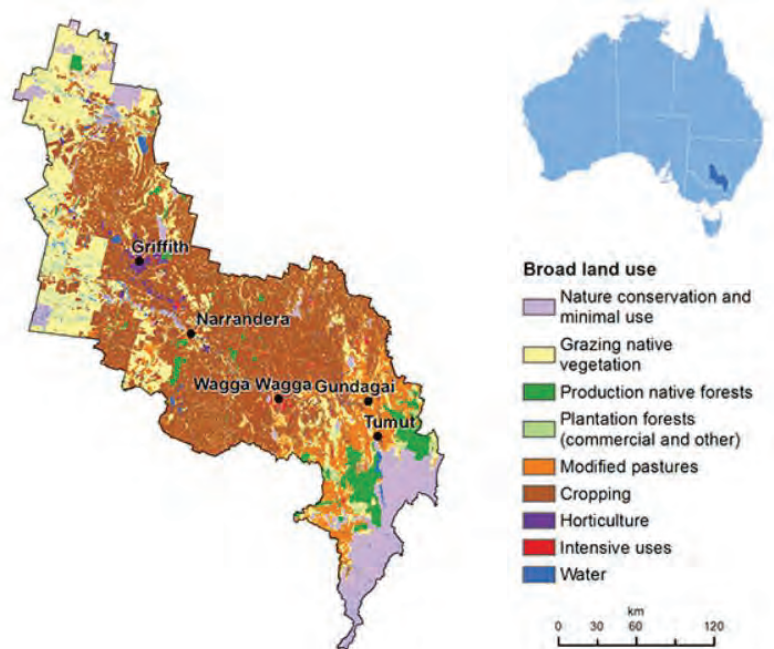 Griffith
Narrandera
Wagga Wagga
Gundagai
Tumut
Broad land use
Nature conservation and
minimal use
Grazing native
vegetation
Production native forests
Plantation forests
(commercial and other)
Modified pastures
Cropping
Horticulture
Intensive uses
Water
km
0 30 60 120